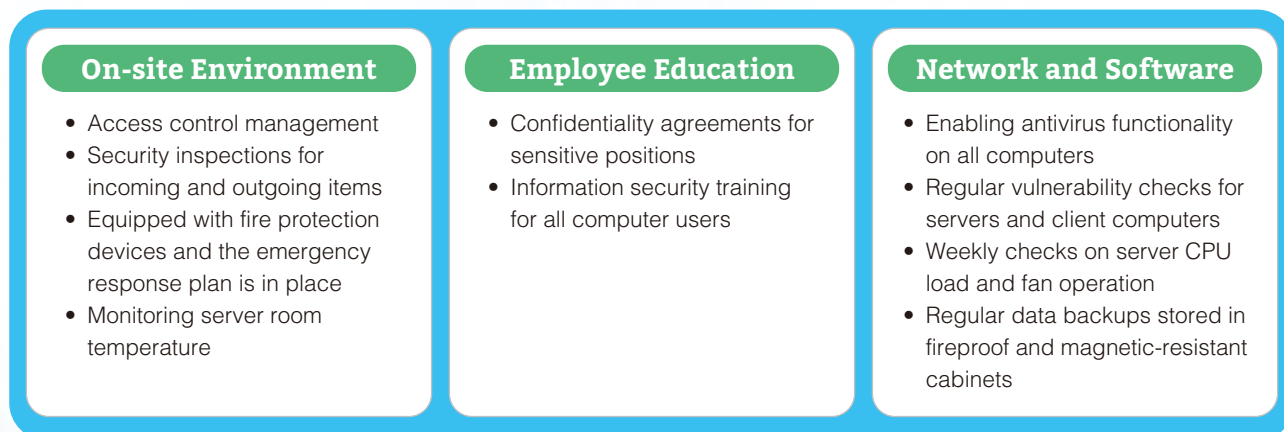 On-site Environment
• Access control management
• Security inspections for
incoming and outgoing items
• Equipped with fire protection
devices and the emergency
response plan is in place
• Monitoring server room
temperature
Employee Education
• Confidentiality agreements for
sensitive positions
• Information security training
for all computer users
Network and Software
• Enabling antivirus functionality
on all computers
• Regular vulnerability checks for
servers and client computers
• Weekly checks on server CPU
load and fan operation
• Regular data backups stored in
fireproof and magnetic-resistant
cabinets